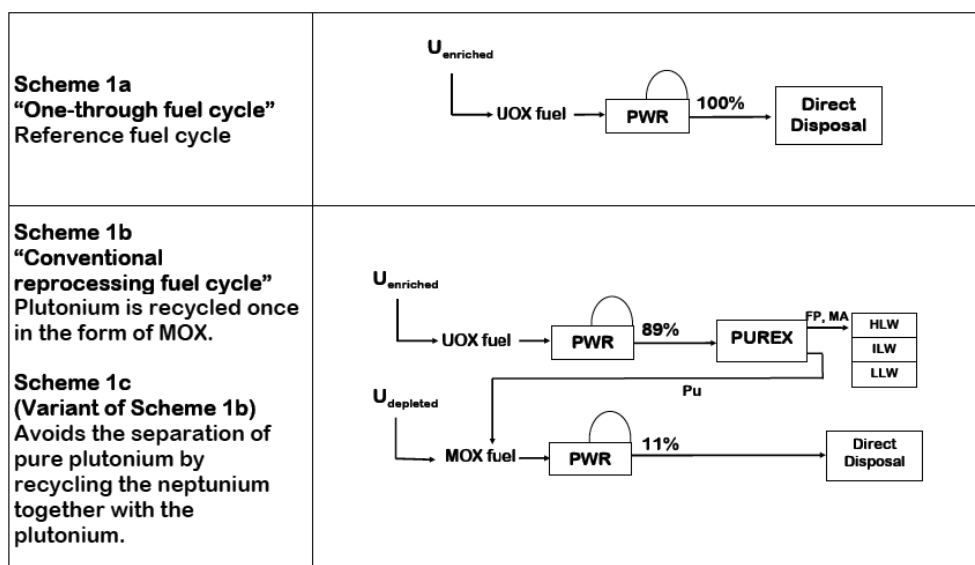 Scheme 1a
“One-through fuel cycle”
Reference fuel cycle
U enriched
UOX fuel
PWR
100%
Direct
Disposal
Scheme 1b
“Conventional
reprocessing fuel cycle”
Plutonium is recycled once
in the form of MOX.
Scheme 1c
(Variant of Scheme 1b)
Avoids the separation of
pure plutonium by
recycling the neptunium
together with the
plutonium.
U enriched
UOX fuel
PWR
89%
PUREX
FP, MA
HLW
ILW
LLW
Pu
U depleted
MOX fuel
PWR
11%
Direct
Disposal